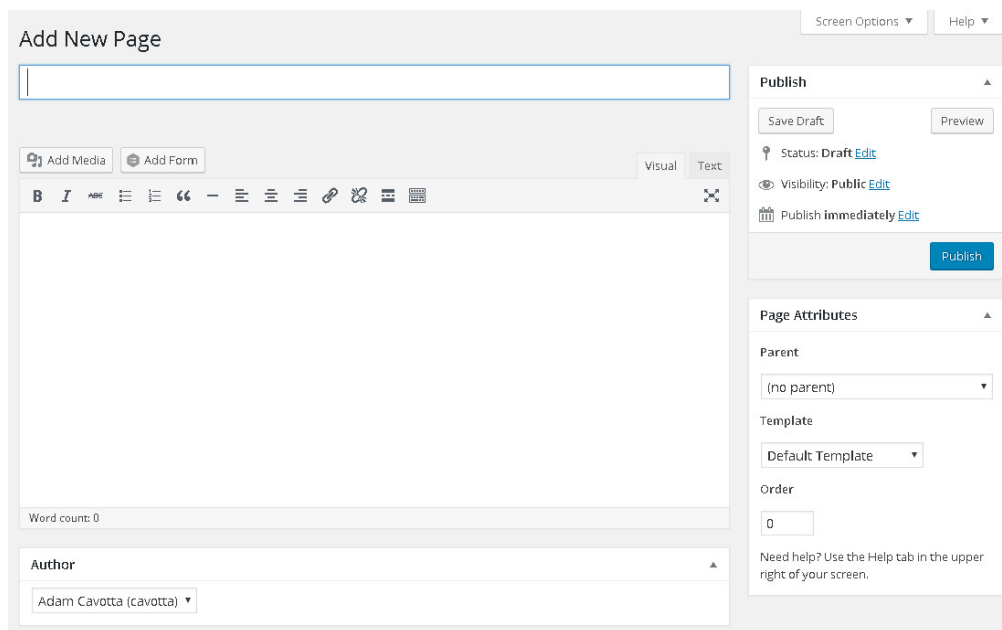 Screen Options ▼ Help ▼
Add New Page
Add Media Add Form
Visual Text
B I ABC
Word count: 0
Author
Adam Cavotta (cavotta)
Publish
Save Draft Preview
Status: Draft Edit
Visibility: Public Edit
Publish immediately Edit
Publish
Page Attributes
Parent
(no parent)
Template
Default Template
Order
0
Need help? Use the Help tab in the upper
right of your screen.